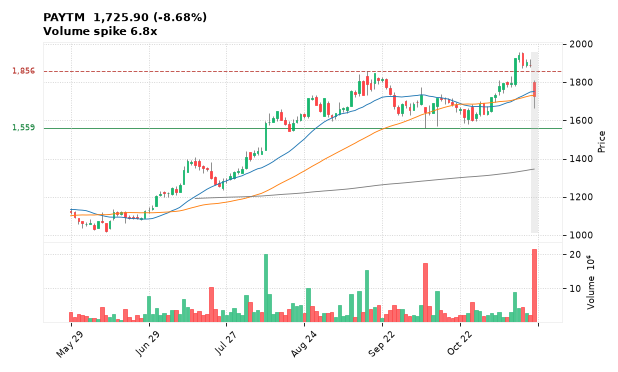 PAYTM 1,725.90 (-8.68%)
Volume spike 6.8x
2000
1,856
1800
1600
1,559
1400
1200
1000
Price
20
10
Volume 10⁶
May 29
Jun 29
Jul 27
Aug 24
Sep 22
Oct 22